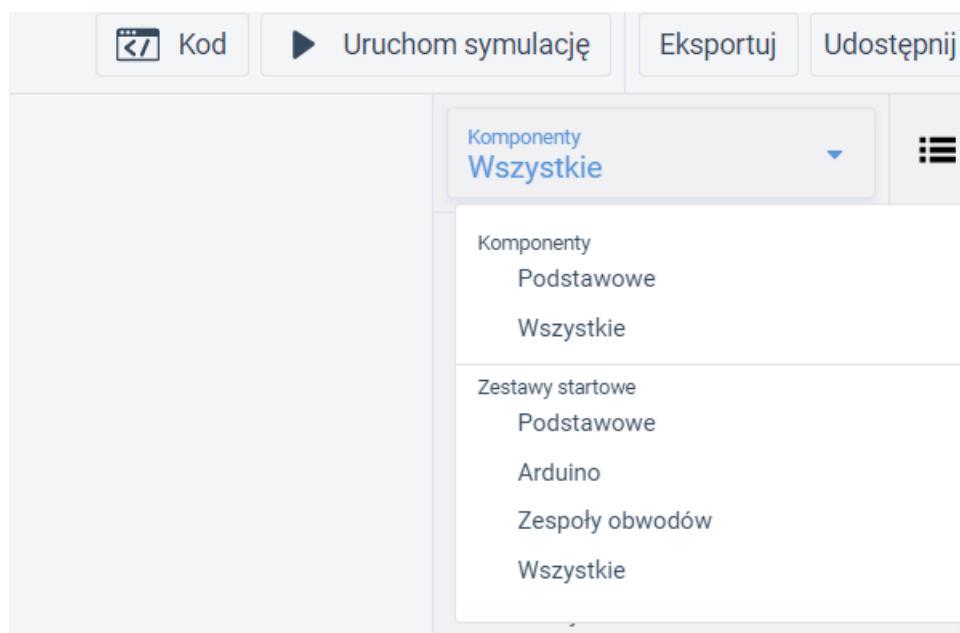 Kod
Uruchom symulację
Eksportuj
Udostępnij
Komponenty
Wszystkie
Komponenty
Podstawowe
Wszystkie
Zestawy startowe
Podstawowe
Arduino
Zespoły obwodów
Wszystkie